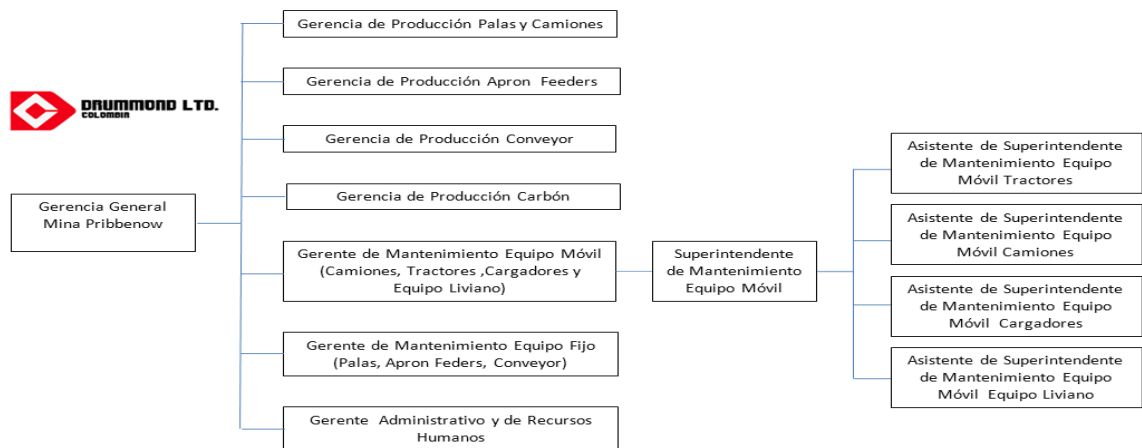 DRUMMOND LTD.
COLOMBIA
Gerencia General
Mina Pribbenow
Gerencia de Producción Palas y Camiones
Gerencia de Producción Apron Feeders
Gerencia de Producción Conveyor
Gerencia de Producción Carbón
Gerente de Mantenimiento Equipo Móvil
(Camiones, Tractores ,Cargadores y
Equipo Liviano)
Gerente de Mantenimiento Equipo Fijo
(Palas, Apron Feders, Conveyor)
Gerente Administrativo y de Recursos
Humanos
Superintendente
de Mantenimiento
Equipo Móvil
Asistente de Superintendente
de Mantenimiento Equipo
Móvil Tractores
Asistente de Superintendente
de Mantenimiento Equipo
Móvil Camiones
Asistente de Superintendente
de Mantenimiento Equipo
Móvil Cargadores
Asistente de Superintendente
de Mantenimiento Equipo
Móvil Equipo Liviano